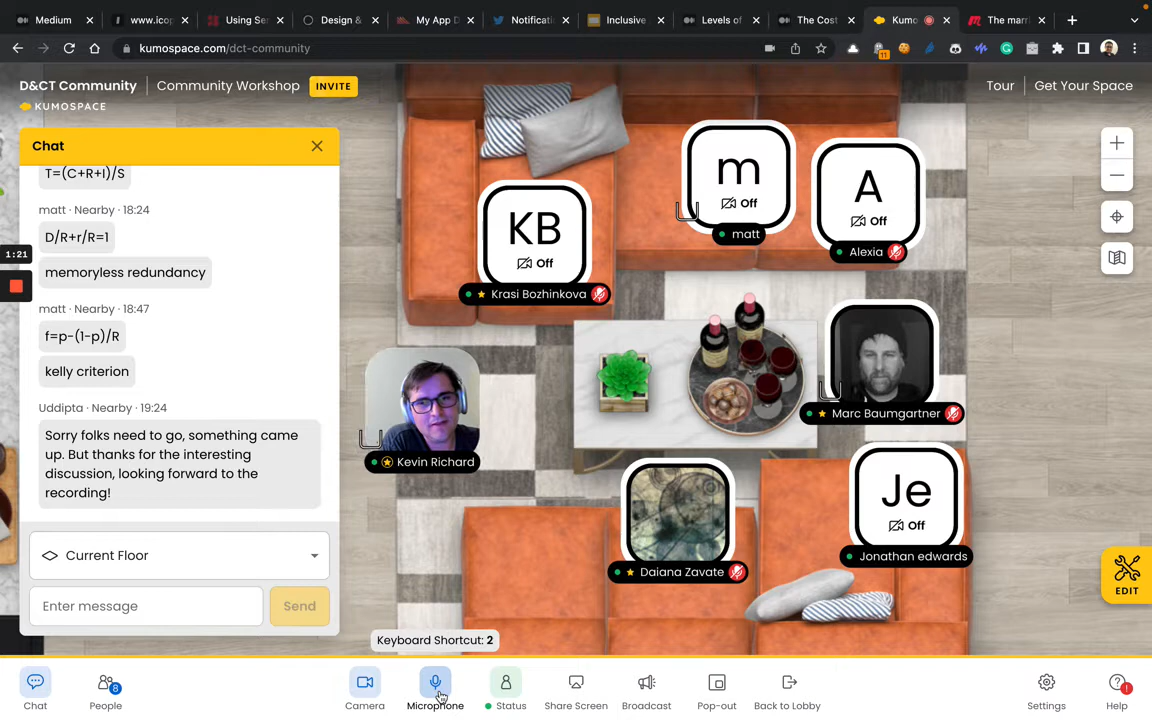 Medium
www.icop
Using Se
Design &
My App D
Notificati
Inclusive
Levels of
The Cost
Kumo
The marr
kumospace.com/dct-community
11
D&CT Community
Community Workshop
INVITE
KUMOSPACE
Tour
Get Your Space
Chat
T=(C+R+I)/S
matt · Nearby · 18:24
D/R+r/R=1
memoryless redundancy
1:21
matt · Nearby · 18:47
f=p-(1-p)/R
kelly criterion
Uddipta · Nearby · 19:24
Sorry folks need to go, something came
up. But thanks for the interesting
discussion, looking forward to the
recording!
Current Floor
Enter message
Send
m
Off
matt
A
Off
Alexia
KB
Off
Krasi Bozhinkova
Marc Baumgartner
Kevin Richard
Je
Off
Jonathan edwards
Daiana Zavate
EDIT
Keyboard Shortcut: 2
Chat
8
People
Camera
Microphone
Status
Share Screen
Broadcast
Pop-out
Back to Lobby
Settings
Help